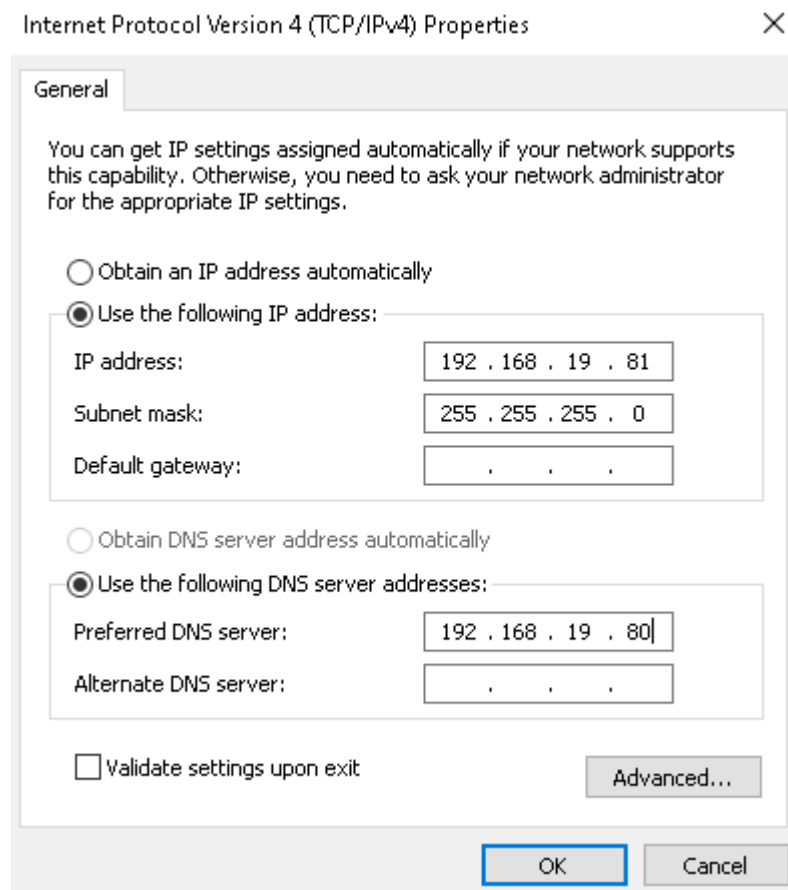 Internet Protocol Version 4 (TCP/IPv4) Properties
General
You can get IP settings assigned automatically if your network supports
this capability. Otherwise, you need to ask your network administrator
for the appropriate IP settings.
Obtain an IP address automatically
Use the following IP address:
IP address: 192 . 168 . 19 . 81
Subnet mask: 255 . 255 . 255 . 0
Default gateway: . . .
Obtain DNS server address automatically
Use the following DNS server addresses:
Preferred DNS server: 192 . 168 . 19 . 80
Alternate DNS server: . . .
Validate settings upon exit
Advanced...
OK Cancel